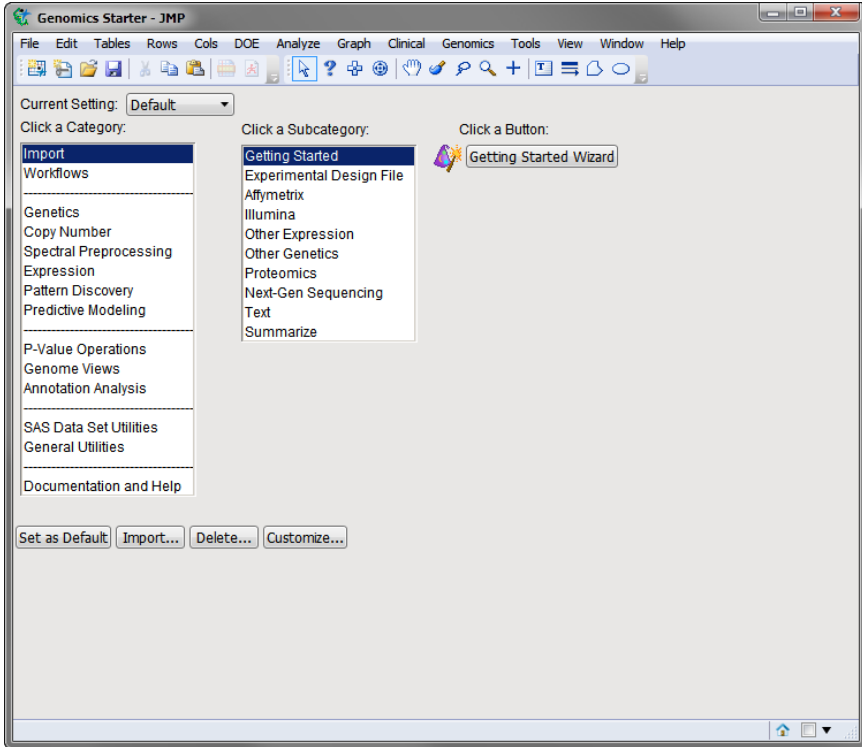 Genomics Starter - JMP
File Edit Tables Rows Cols DOE Analyze Graph Clinical Genomics Tools View Window Help
Current Setting: Default
Click a Category:
Import
Workflows
Genetics
Copy Number
Spectral Preprocessing
Expression
Pattern Discovery
Predictive Modeling
P-Value Operations
Genome Views
Annotation Analysis
SAS Data Set Utilities
General Utilities
Documentation and Help
Click a Subcategory:
Getting Started
Experimental Design File
Affymetrix
Illumina
Other Expression
Other Genetics
Proteomics
Next-Gen Sequencing
Text
Summarize
Click a Button:
Getting Started Wizard
Set as Default Import... Delete... Customize...